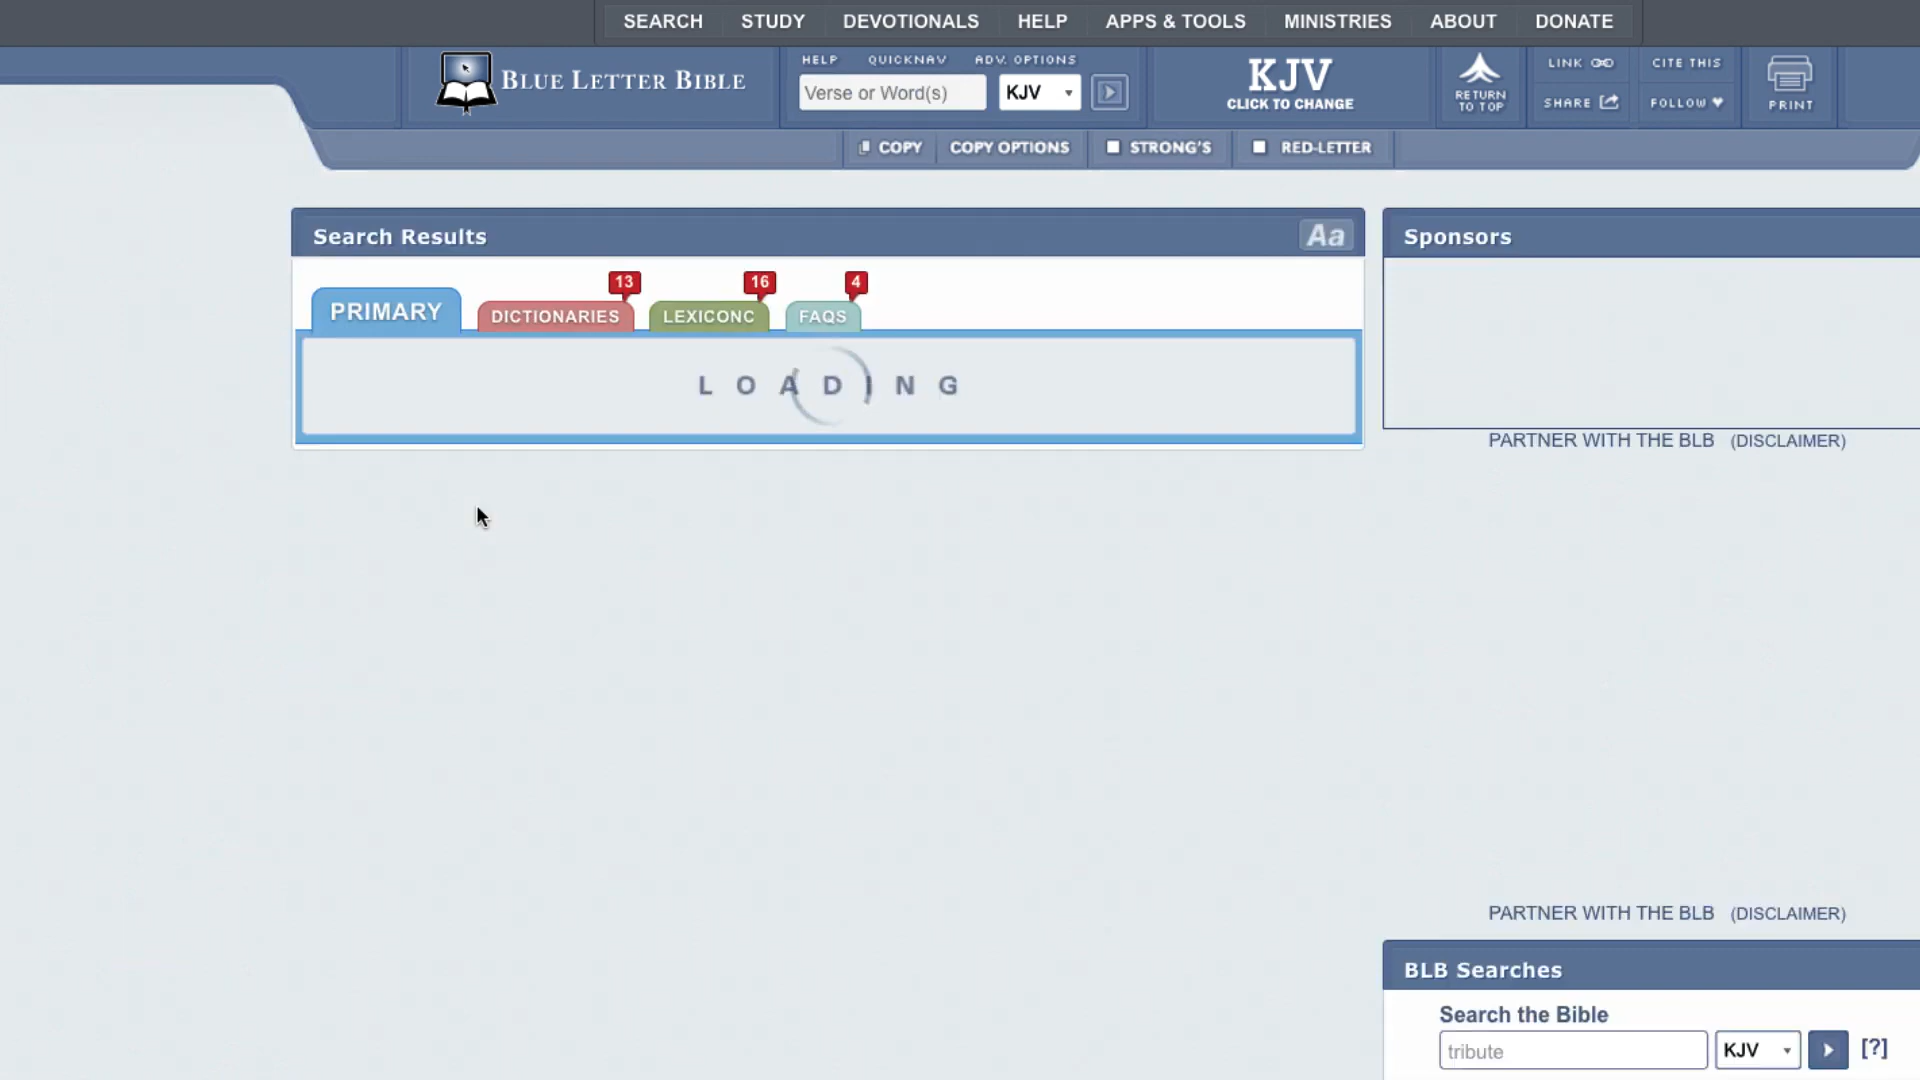 SEARCH STUDY DEVOTIONALS HELP APPS & TOOLS MINISTRIES ABOUT DONATE
BLUE LETTER BIBLE
HELP QUICKNAV ADV. OPTIONS
Verse or Word(s) KJV
KJV
CLICK TO CHANGE
RETURN
TO TOP
LINK
SHARE
CITE THIS
FOLLOW
PRINT
COPY COPY OPTIONS STRONG'S RED-LETTER
Search Results Aa
PRIMARY
DICTIONARIES 13
LEXICONC 16
FAQS 4
LOADING
Sponsors
PARTNER WITH THE BLB (DISCLAIMER)
PARTNER WITH THE BLB (DISCLAIMER)
BLB Searches
Search the Bible
tribute KJV [?]